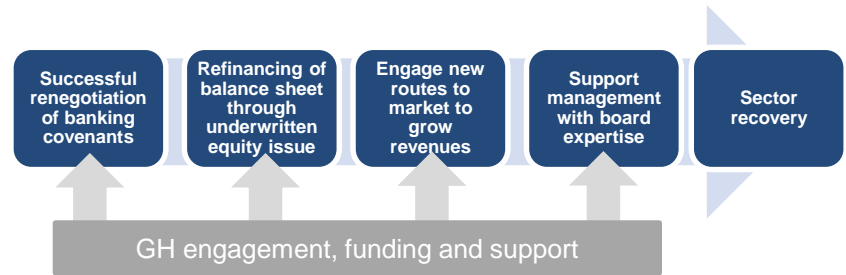 Successful
renegotiation
of banking
covenants
Refinancing of
balance sheet
through
underwritten
equity issue
Engage new
routes to
market to
grow
revenues
Support
management
with board
expertise
Sector
recovery
GH engagement, funding and support